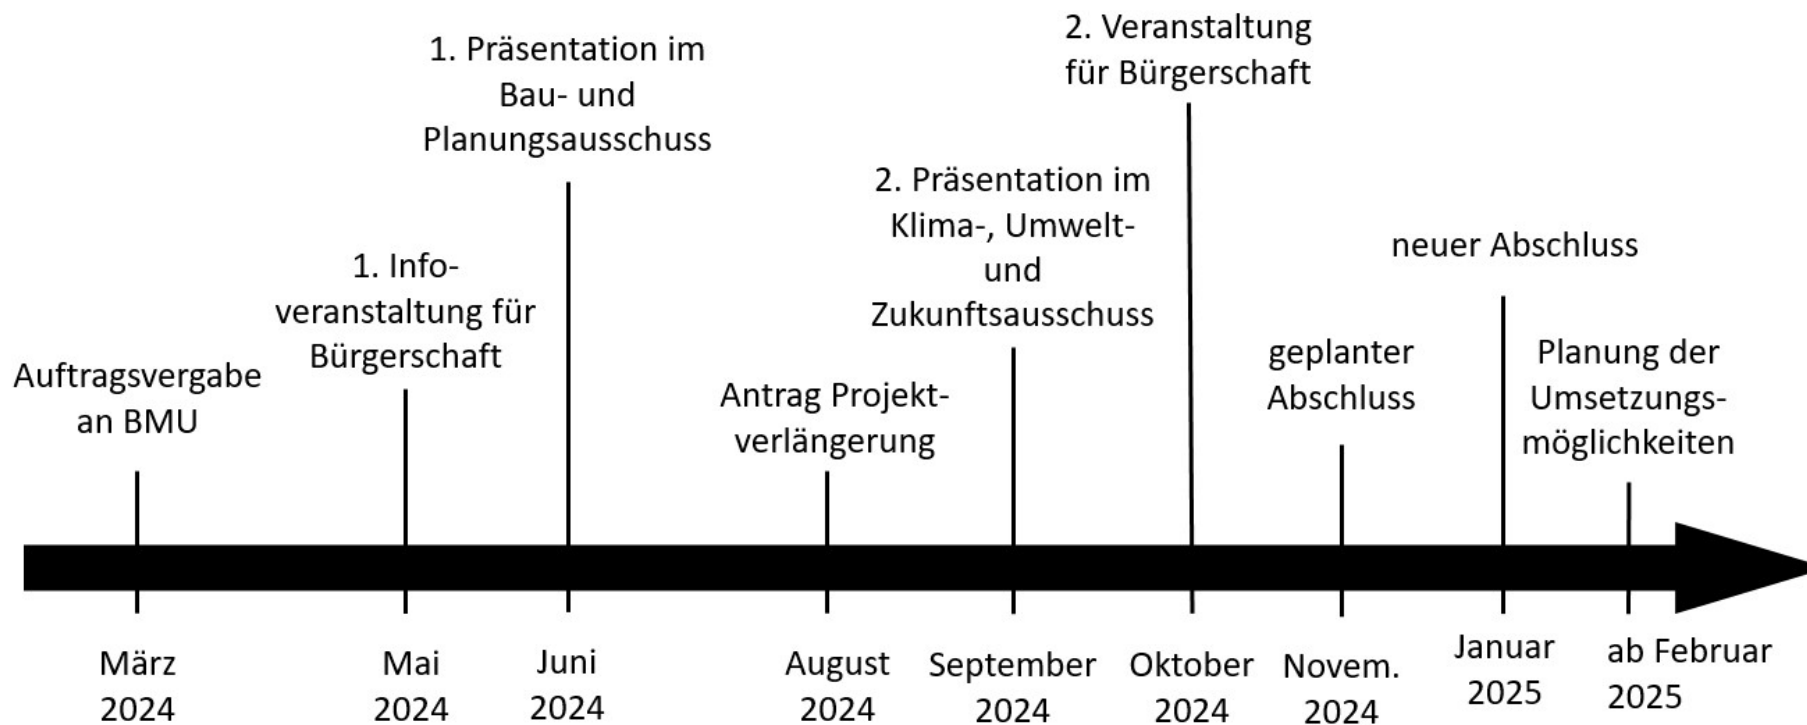 Auftragsvergabe
an BMU
1. Info-
veranstaltung für
Bürgerschaft
1. Präsentation im
Bau- und
Planungsausschuss
Antrag Projekt-
verlängerung
2. Präsentation im
Klima-, Umwelt-
und
Zukunftsausschuss
2. Veranstaltung
für Bürgerschaft
geplanter
Abschluss
neuer Abschluss
Planung der
Umsetzungs-
möglichkeiten
März
2024
Mai
2024
Juni
2024
August
2024
September
2024
Oktober
2024
Novem.
2024
Januar
2025
ab Februar
2025